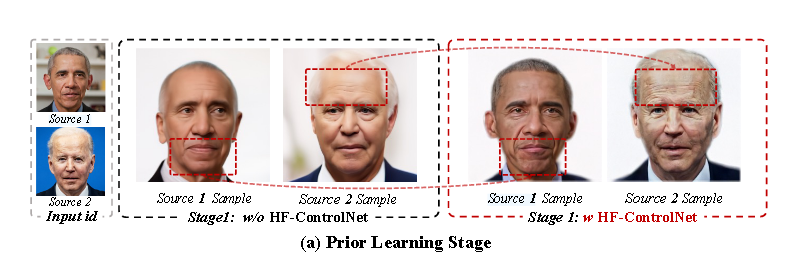 Source 1
Source 2
Input id
Source 1 Sample
Source 2 Sample
Stage1: w/o HF-ControlNet
Source 1 Sample
Source 2 Sample
Stage 1: w HF-ControlNet
(a) Prior Learning Stage